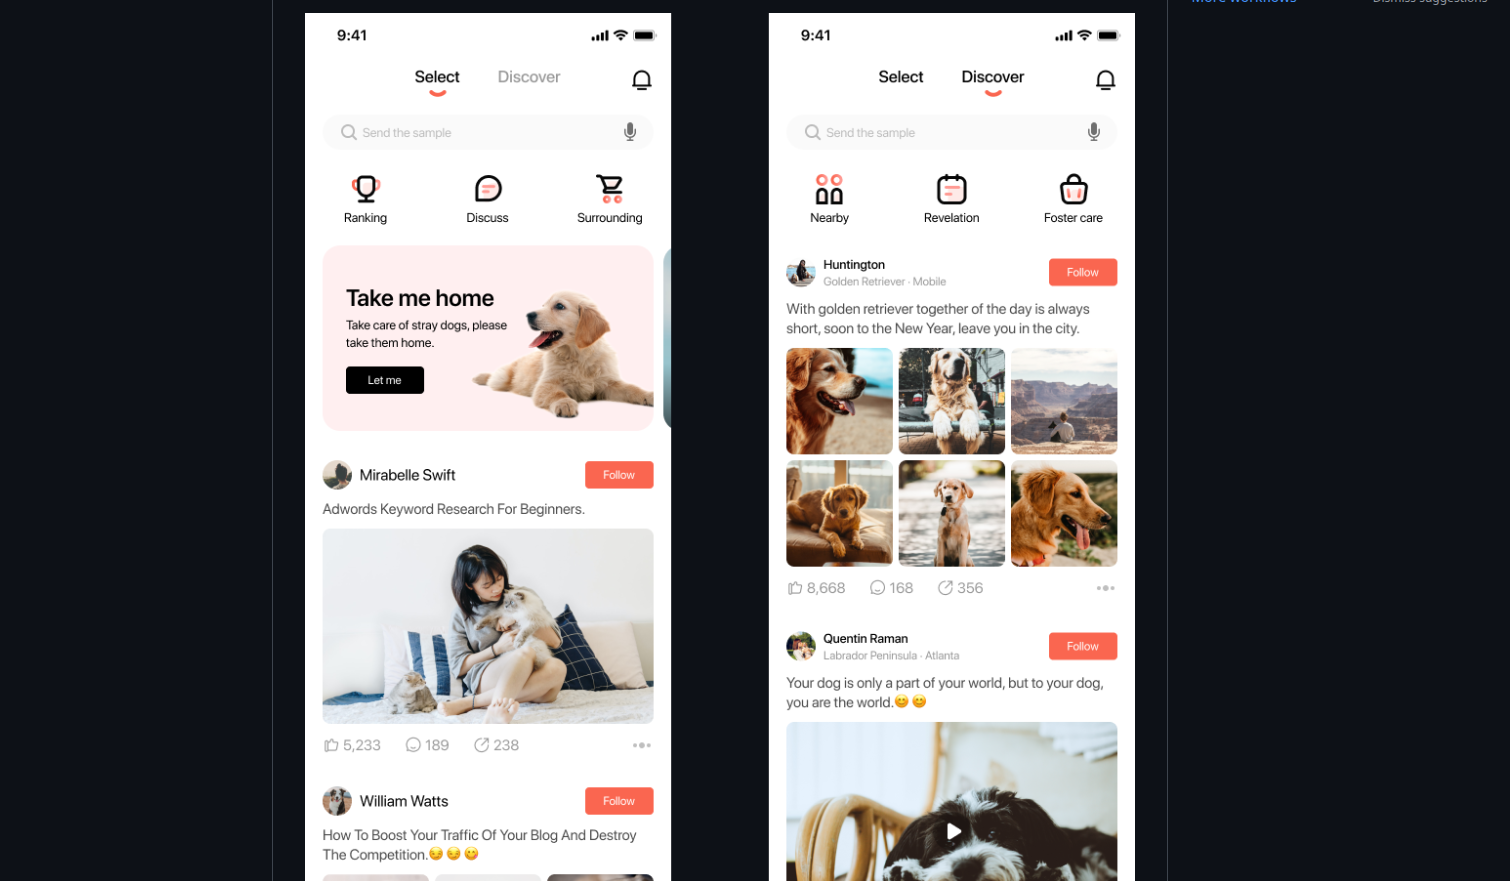 More workflows
Dismiss suggestions
9:41
Select Discover
Send the sample
Ranking Discuss Surrounding
Take me home
Take care of stray dogs, please
take them home.
Let me
Mirabelle Swift
Follow
Adwords Keyword Research For Beginners.
5,233 189 238
William Watts
Follow
How To Boost Your Traffic Of Your Blog And Destroy
The Competition.😏😏😋
9:41
Select Discover
Send the sample
Nearby Revelation Foster care
Huntington
Golden Retriever · Mobile
Follow
With golden retriever together of the day is always
short, soon to the New Year, leave you in the city.
8,668 168 356
Quentin Raman
Labrador Peninsula · Atlanta
Follow
Your dog is only a part of your world, but to your dog,
you are the world.😊😊